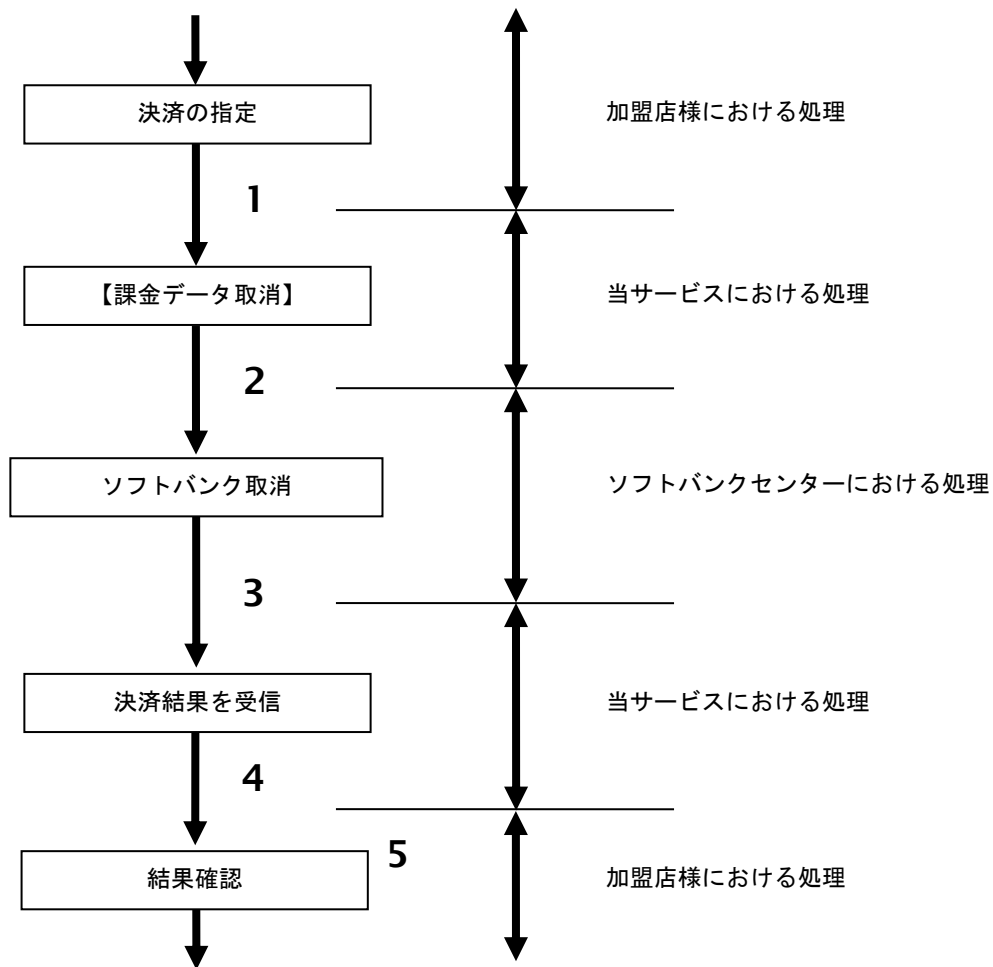 決済の指定
加盟店様における処理
1
【課金データ取消】
当サービスにおける処理
2
ソフトバンク取消
ソフトバンクセンターにおける処理
3
決済結果を受信
当サービスにおける処理
4
5
結果確認
加盟店様における処理